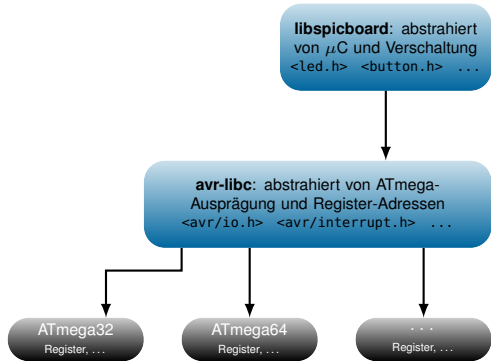 libspicboard: abstrahiert
von μC und Verschaltung
<led.h> <button.h> ...
avr-libc: abstrahiert von ATmega-
Ausprägung und Register-Adressen
<avr/io.h> <avr/interrupt.h> ...
ATmega32
Register, ...
ATmega64
Register, ...
...
Register, ...